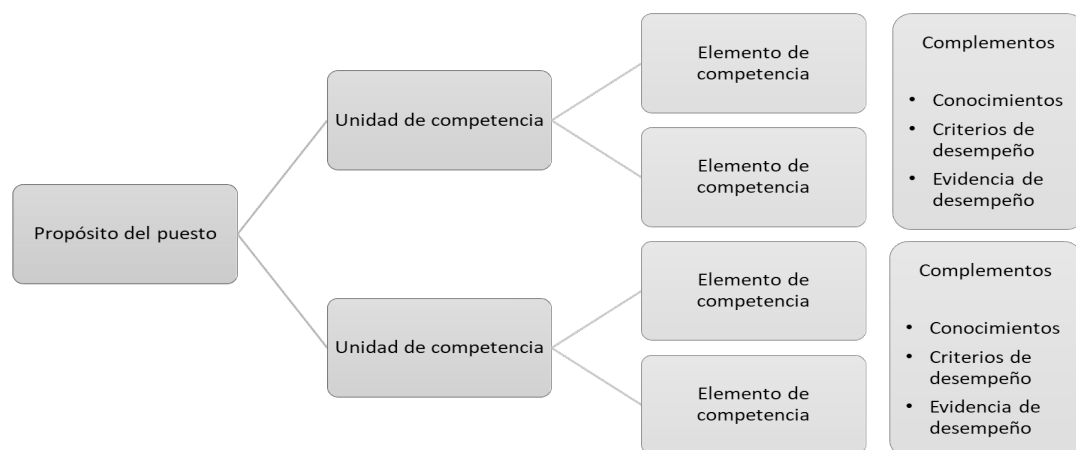 Propósito del puesto
Unidad de competencia
Elemento de
competencia
Elemento de
competencia
Complementos
• Conocimientos
• Criterios de
desempeño
• Evidencia de
desempeño
Unidad de competencia
Elemento de
competencia
Elemento de
competencia
Complementos
• Conocimientos
• Criterios de
desempeño
• Evidencia de
desempeño